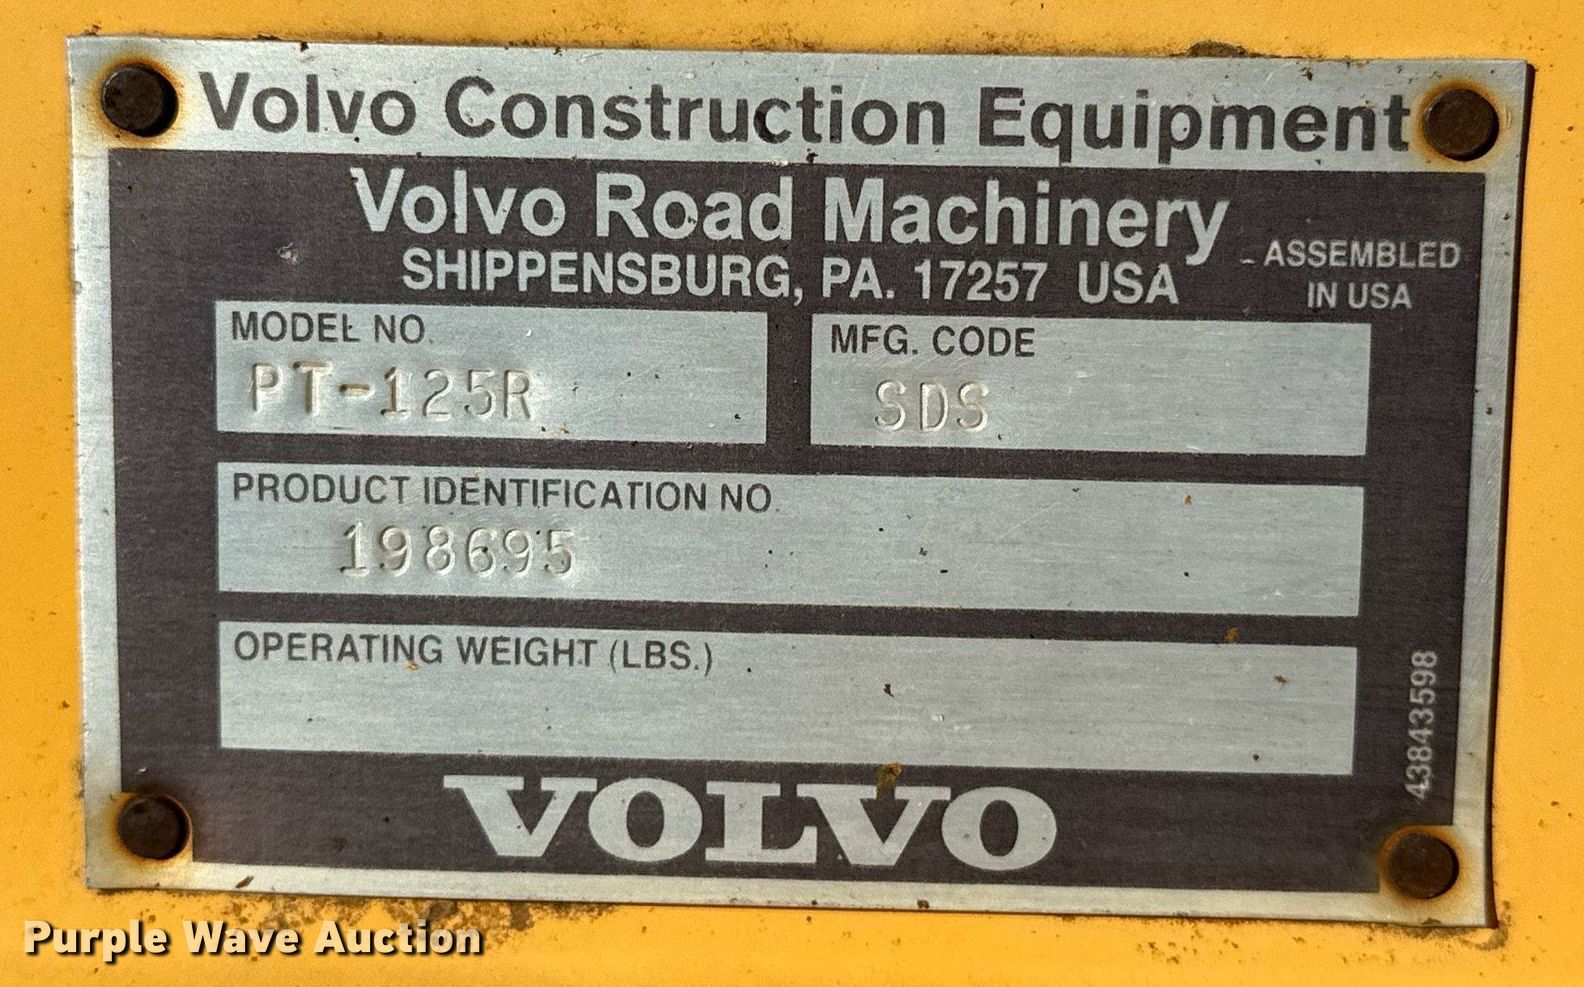 Volvo Construction Equipment
Volvo Road Machinery
SHIPPENSBURG, PA. 17257 USA
ASSEMBLED
IN USA
MODEL NO.
PT-125R
MFG. CODE
SDS
PRODUCT IDENTIFICATION NO.
198695
OPERATING WEIGHT (LBS.)
43843598
VOLVO
Purple Wave Auction